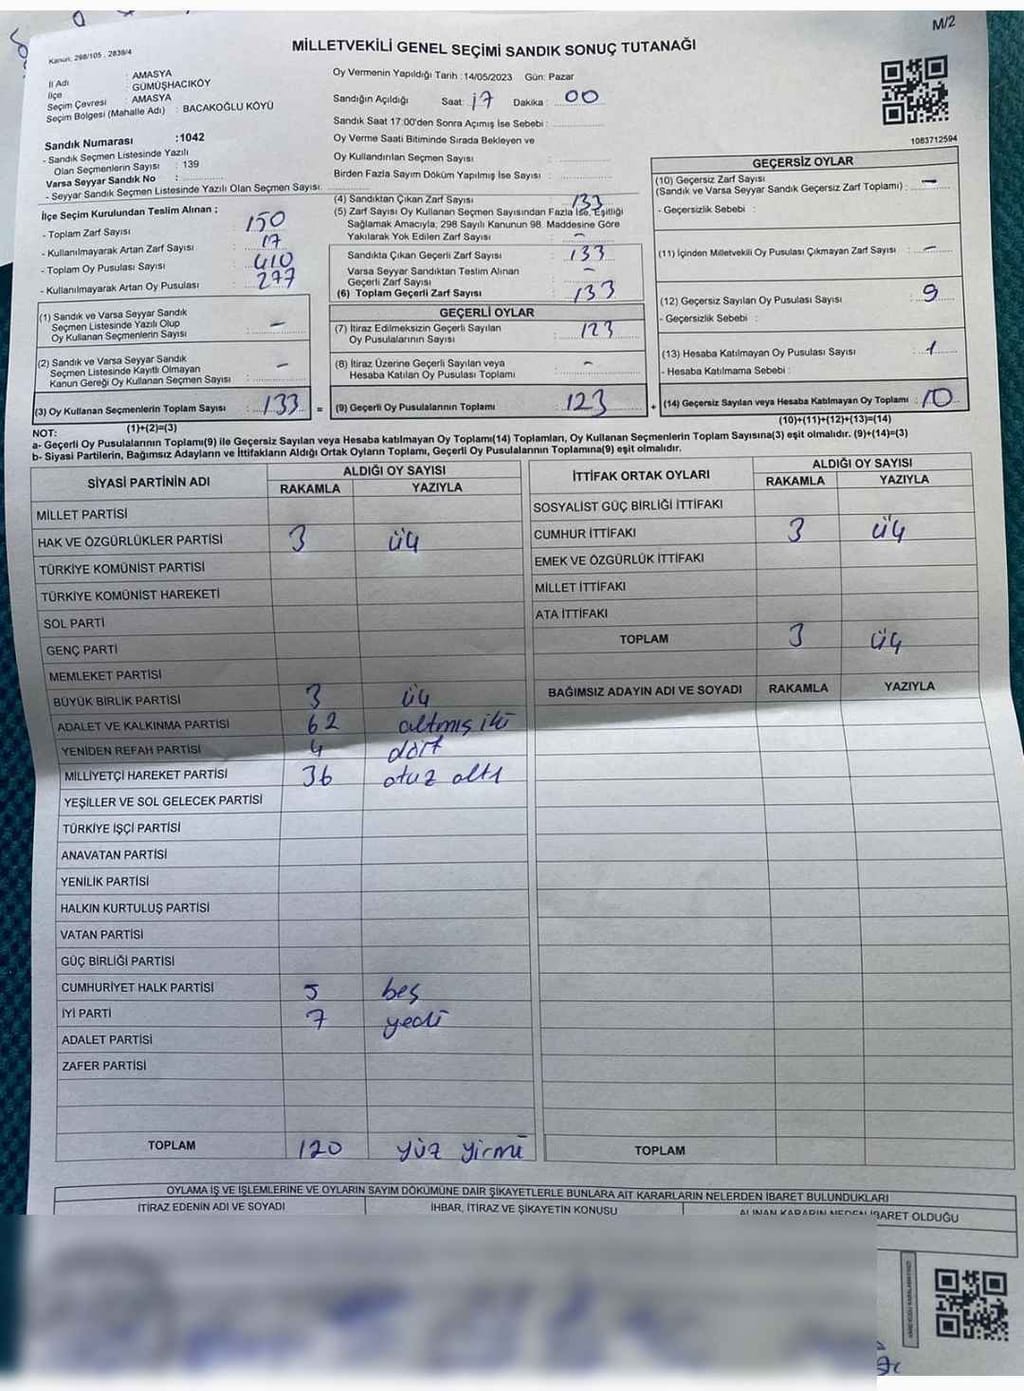 M/2
Kanun: 298/105 . 2839/4
MİLLETVEKİLİ GENEL SEÇİMİ SANDIK SONUÇ TUTANAĞI
İl Adı : AMASYA
İlçe : GÜMÜŞHACIKÖY
Seçim Çevresi : AMASYA
Seçim Bölgesi (Mahalle Adı) : BACAKOĞLU KÖYÜ
Sandık Numarası :1042
- Sandık Seçmen Listesinde Yazılı
Olan Seçmenlerin Sayısı : 139
Varsa Seyyar Sandık No :
- Seyyar Sandık Seçmen Listesinde Yazılı Olan Seçmen Sayısı:
Oy Vermenin Yapıldığı Tarih :14/05/2023 Gün: Pazar
Sandığın Açıldığı Saat: 17 Dakika : 00
Sandık Saat 17:00'den Sonra Açımış İse Sebebi :
Oy Verme Saati Bitiminde Sırada Bekleyen ve
Oy Kullandırılan Seçmen Sayısı :
Birden Fazla Sayım Döküm Yapılmış İse Sayısı :
1083712594
İlçe Seçim Kurulundan Teslim Alınan ;
- Toplam Zarf Sayısı : 150
- Kullanılmayarak Artan Zarf Sayısı : 17
- Toplam Oy Pusulası Sayısı : 410
- Kullanılmayarak Artan Oy Pusulası : 277
(1) Sandık ve Varsa Seyyar Sandık
Seçmen Listesinde Yazılı Olup
Oy Kullanan Seçmenlerin Sayısı : -
(2) Sandık ve Varsa Seyyar Sandık
Seçmen Listesinde Kayıtlı Olmayan
Kanun Gereği Oy Kullanan Seçmen Sayısı : -
(3) Oy Kullanan Seçmenlerin Toplam Sayısı : 133 =
(1)+(2)=(3)
(4) Sandıktan Çıkan Zarf Sayısı : 133
(5) Zarf Sayısı Oy Kullanan Seçmen Sayısından Fazla İse, Eşitliği
Sağlamak Amacıyla, 298 Sayılı Kanunun 98. Maddesine Göre
Yakılarak Yok Edilen Zarf Sayısı : -
Sandıkta Çıkan Geçerli Zarf Sayısı : 133
Varsa Seyyar Sandıktan Teslim Alınan
Geçerli Zarf Sayısı : -
(6) Toplam Geçerli Zarf Sayısı : 133
GEÇERLİ OYLAR
(7) İtiraz Edilmeksizin Geçerli Sayılan
Oy Pusulalarının Sayısı : 123
(8) İtiraz Üzerine Geçerli Sayılan veya
Hesaba Katılan Oy Pusulası Toplamı : -
(9) Geçerli Oy Pusulalarının Toplamı : 123 +
GEÇERSİZ OYLAR
(10) Geçersiz Zarf Sayısı
(Sandık ve Varsa Seyyar Sandık Geçersiz Zarf Toplamı) : -
- Geçersizlik Sebebi :
(11) İçinden Milletvekili Oy Pusulası Çıkmayan Zarf Sayısı : -
(12) Geçersiz Sayılan Oy Pusulası Sayısı : 9
- Geçersizlik Sebebi :
(13) Hesaba Katılmayan Oy Pusulası Sayısı : 1
- Hesaba Katılmama Sebebi :
(14) Geçersiz Sayılan veya Hesaba Katılmayan Oy Toplamı : 10
(10)+(11)+(12)+(13)=(14)
NOT:
a- Geçerli Oy Pusulalarının Toplamı(9) ile Geçersiz Sayılan veya Hesaba katılmayan Oy Toplamı(14) Toplamları, Oy Kullanan Seçmenlerin Toplam Sayısına(3) eşit olmalıdır. (9)+(14)=(3)
b- Siyasi Partilerin, Bağımsız Adayların ve İttifakların Aldığı Ortak Oyların Toplamı, Geçerli Oy Pusulalarının Toplamına(9) eşit olmalıdır.
SİYASİ PARTİNİN ADI ALDIĞI OY SAYISI
RAKAMLA YAZIYLA
MİLLET PARTİSİ
HAK VE ÖZGÜRLÜKLER PARTİSİ 3 üç
TÜRKİYE KOMÜNİST PARTİSİ
TÜRKİYE KOMÜNİST HAREKETİ
SOL PARTİ
GENÇ PARTİ
MEMLEKET PARTİSİ
BÜYÜK BİRLİK PARTİSİ 3 üç
ADALET VE KALKINMA PARTİSİ 62 altmış iki
YENİDEN REFAH PARTİSİ 4 dört
MİLLİYETÇİ HAREKET PARTİSİ 36 otuz altı
YEŞİLLER VE SOL GELECEK PARTİSİ
TÜRKİYE İŞÇİ PARTİSİ
ANAVATAN PARTİSİ
YENİLİK PARTİSİ
HALKIN KURTULUŞ PARTİSİ
VATAN PARTİSİ
GÜÇ BİRLİĞİ PARTİSİ
CUMHURİYET HALK PARTİSİ 5 beş
İYİ PARTİ 7 yedi
ADALET PARTİSİ
ZAFER PARTİSİ
TOPLAM 120 yüz yirmi
İTTİFAK ORTAK OYLARI ALDIĞI OY SAYISI
RAKAMLA YAZIYLA
SOSYALİST GÜÇ BİRLİĞİ İTTİFAKI
CUMHUR İTTİFAKI 3 üç
EMEK VE ÖZGÜRLÜK İTTİFAKI
MİLLET İTTİFAKI
ATA İTTİFAKI
TOPLAM 3 üç
BAĞIMSIZ ADAYIN ADI VE SOYADI RAKAMLA YAZIYLA
TOPLAM
OYLAMA İŞ VE İŞLEMLERİNE VE OYLARIN SAYIM DÖKÜMÜNE DAİR ŞİKAYETLERLE BUNLARA AİT KARARLARIN NELERDEN İBARET BULUNDUKLARI
İTİRAZ EDENİN ADI VE SOYADI İHBAR, İTİRAZ VE ŞİKAYETİN KONUSU ALINAN KARARIN NEDEN İBARET OLDUĞU